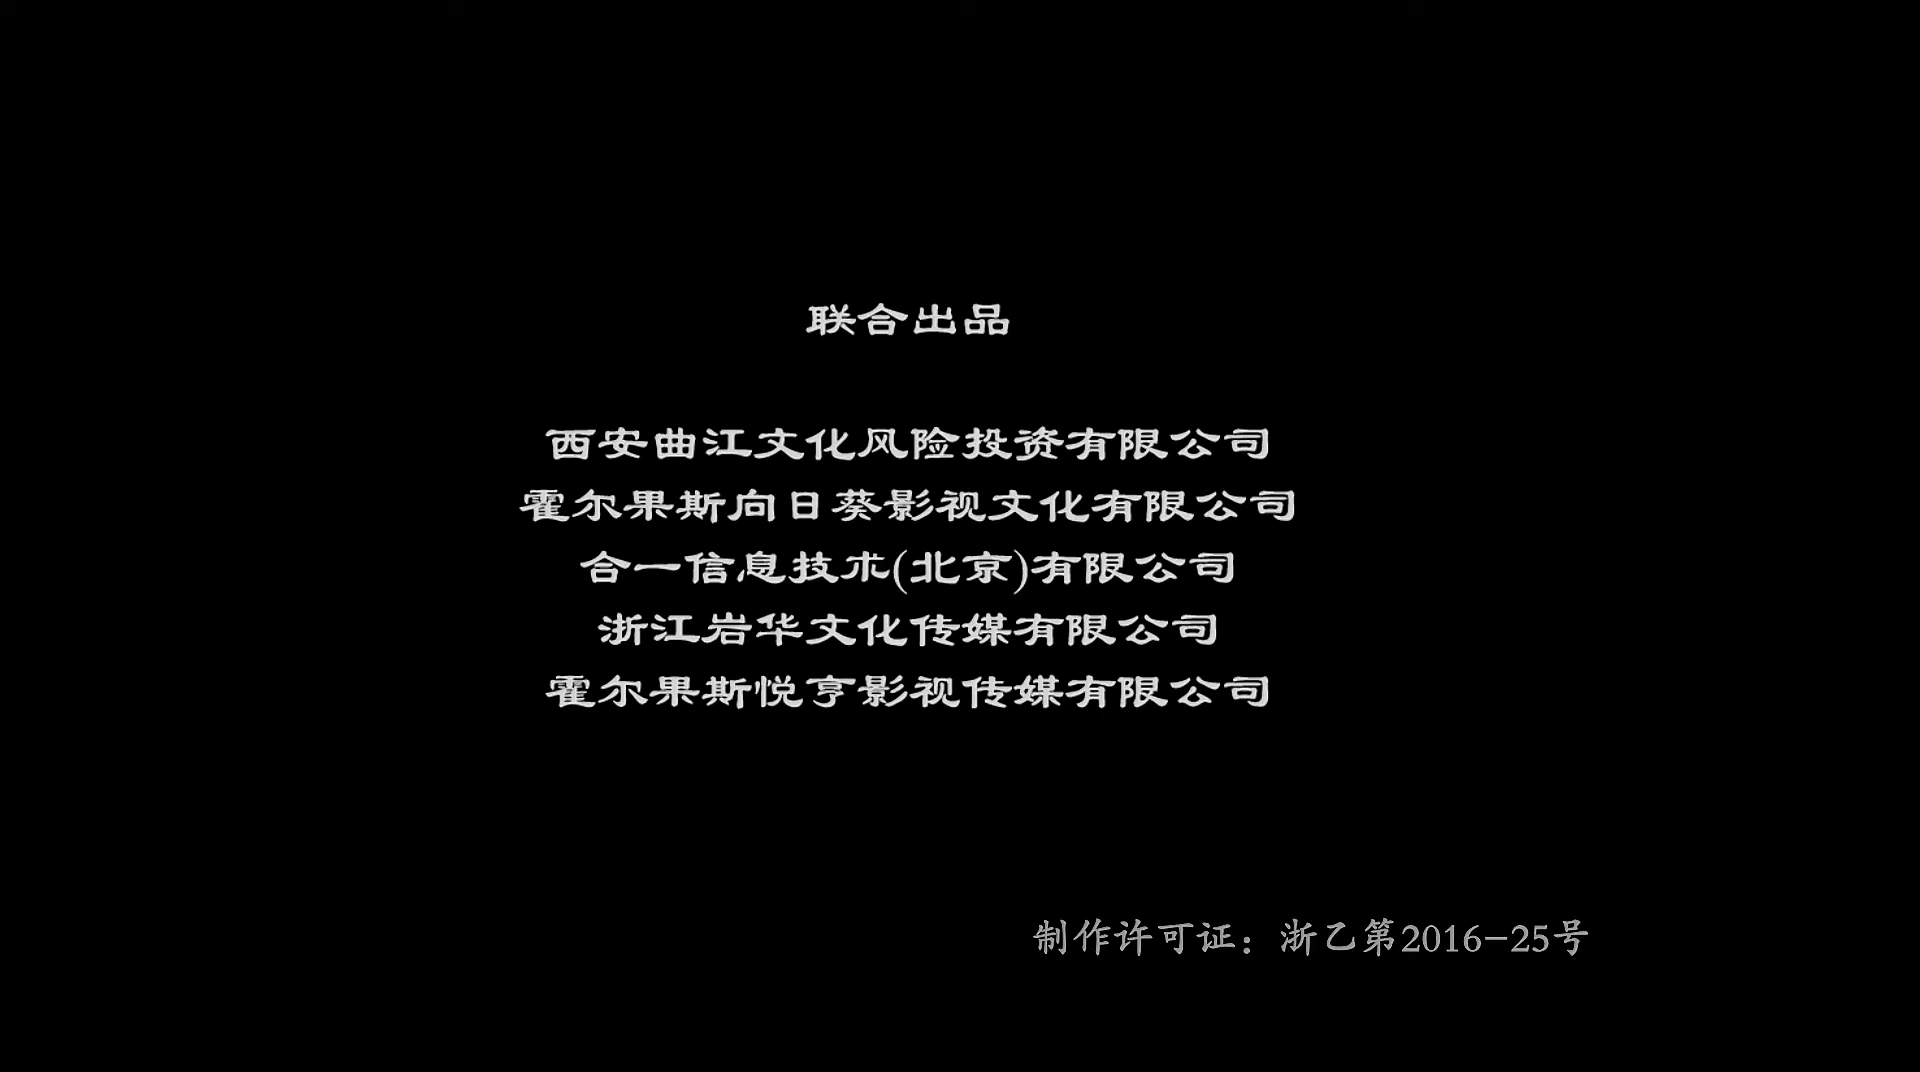 联合出品
西安曲江文化风险投资有限公司
霍尔果斯向日葵影视文化有限公司
合一信息技术(北京)有限公司
浙江岩华文化传媒有限公司
霍尔果斯悦亨影视传媒有限公司
制作许可证：浙乙第2016-25号